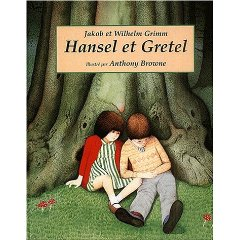 Jakob et Wilhelm Grimm
Hansel et Gretel
Illustré par Anthony Browne